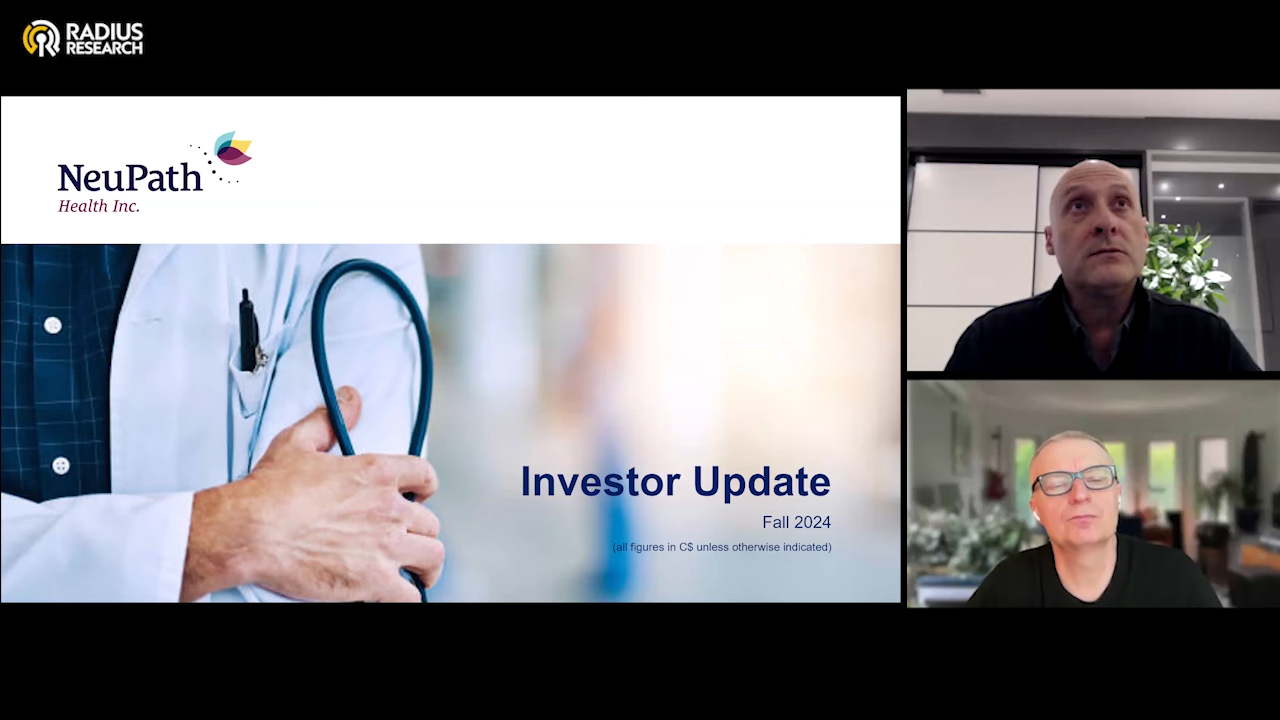 RADIUS
RESEARCH
NeuPath
Health Inc.
Investor Update
Fall 2024
(all figures in C$ unless otherwise indicated)